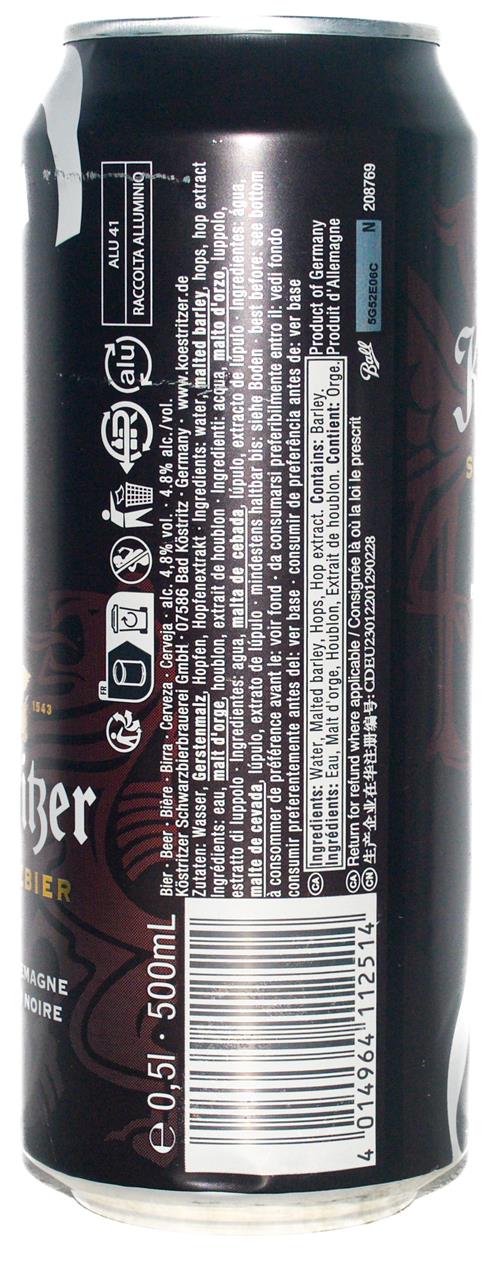 ALU 41
RACCOLTA ALLUMINIO
alu
FR
Bier · Beer · Bière · Birra · Cerveza · Cerveja · alc. 4,8% vol. · 4.8% alc./vol.
Köstritzer Schwarzbierbrauerei GmbH · 07586 Bad Köstritz · Germany · www.koestritzer.de
Zutaten: Wasser, Gerstenmalz, Hopfen, Hopfenextrakt · Ingredients: water, malted barley, hops, hop extract
Ingrédients: eau, malt d'orge, houblon, extrait de houblon · Ingredienti: acqua, malto d'orzo, luppolo,
estratto di luppolo · Ingredientes: agua, malta de cebada, lúpulo, extracto de lúpulo · Ingredientes: água,
malte de cevada, lúpulo, extrato de lúpulo · mindestens haltbar bis: siehe Boden · best before: see bottom
à consommer de préférence avant le: voir fond · da consumarsi preferibilmente entro il: vedi fondo
consumir preferentemente antes del: ver base · consumir de preferência antes de: ver base
CA Ingredients: Water, Malted barley, Hops, Hop extract. Contains: Barley.
Ingrédients: Eau, Malt d'orge, Houblon, Extrait de houblon. Contient: Orge.
Product of Germany
Produit d'Allemagne
CA Return for refund where applicable / Consignée là où la loi le prescrit
CN 生产企业在华注册编号: CDEU23012201290228
Ball
5G52E06C N 208769
e 0,5l · 500mL
4 014964 112514
1543
tzer
BIER
EMAGNE
NOIRE
K
S